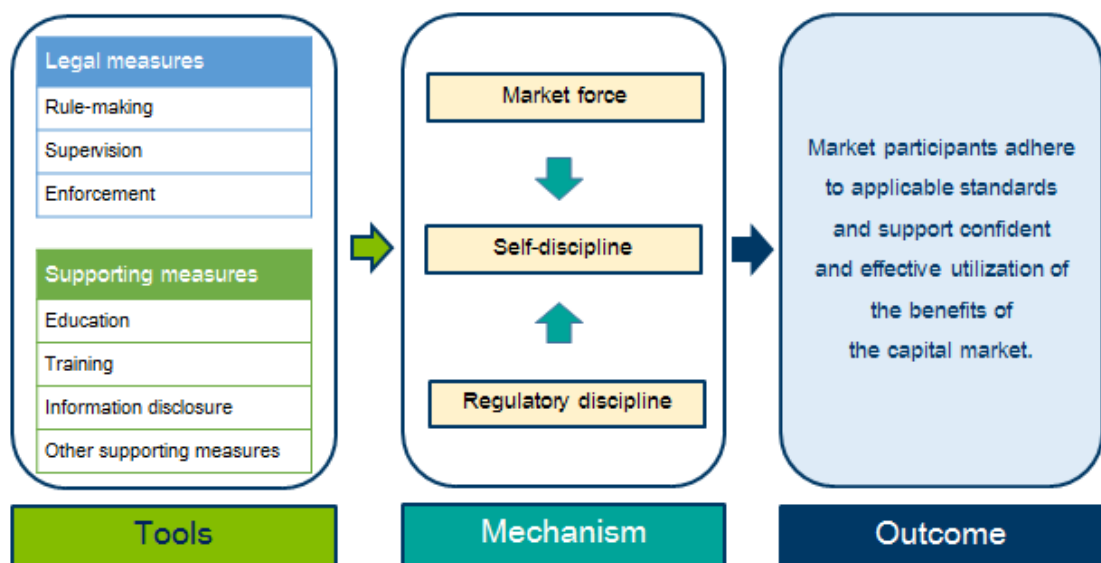 Legal measures
Rule-making
Supervision
Enforcement
Supporting measures
Education
Training
Information disclosure
Other supporting measures
Tools
Market force
Self-discipline
Regulatory discipline
Mechanism
Market participants adhere
to applicable standards
and support confident
and effective utilization of
the benefits of
the capital market.
Outcome